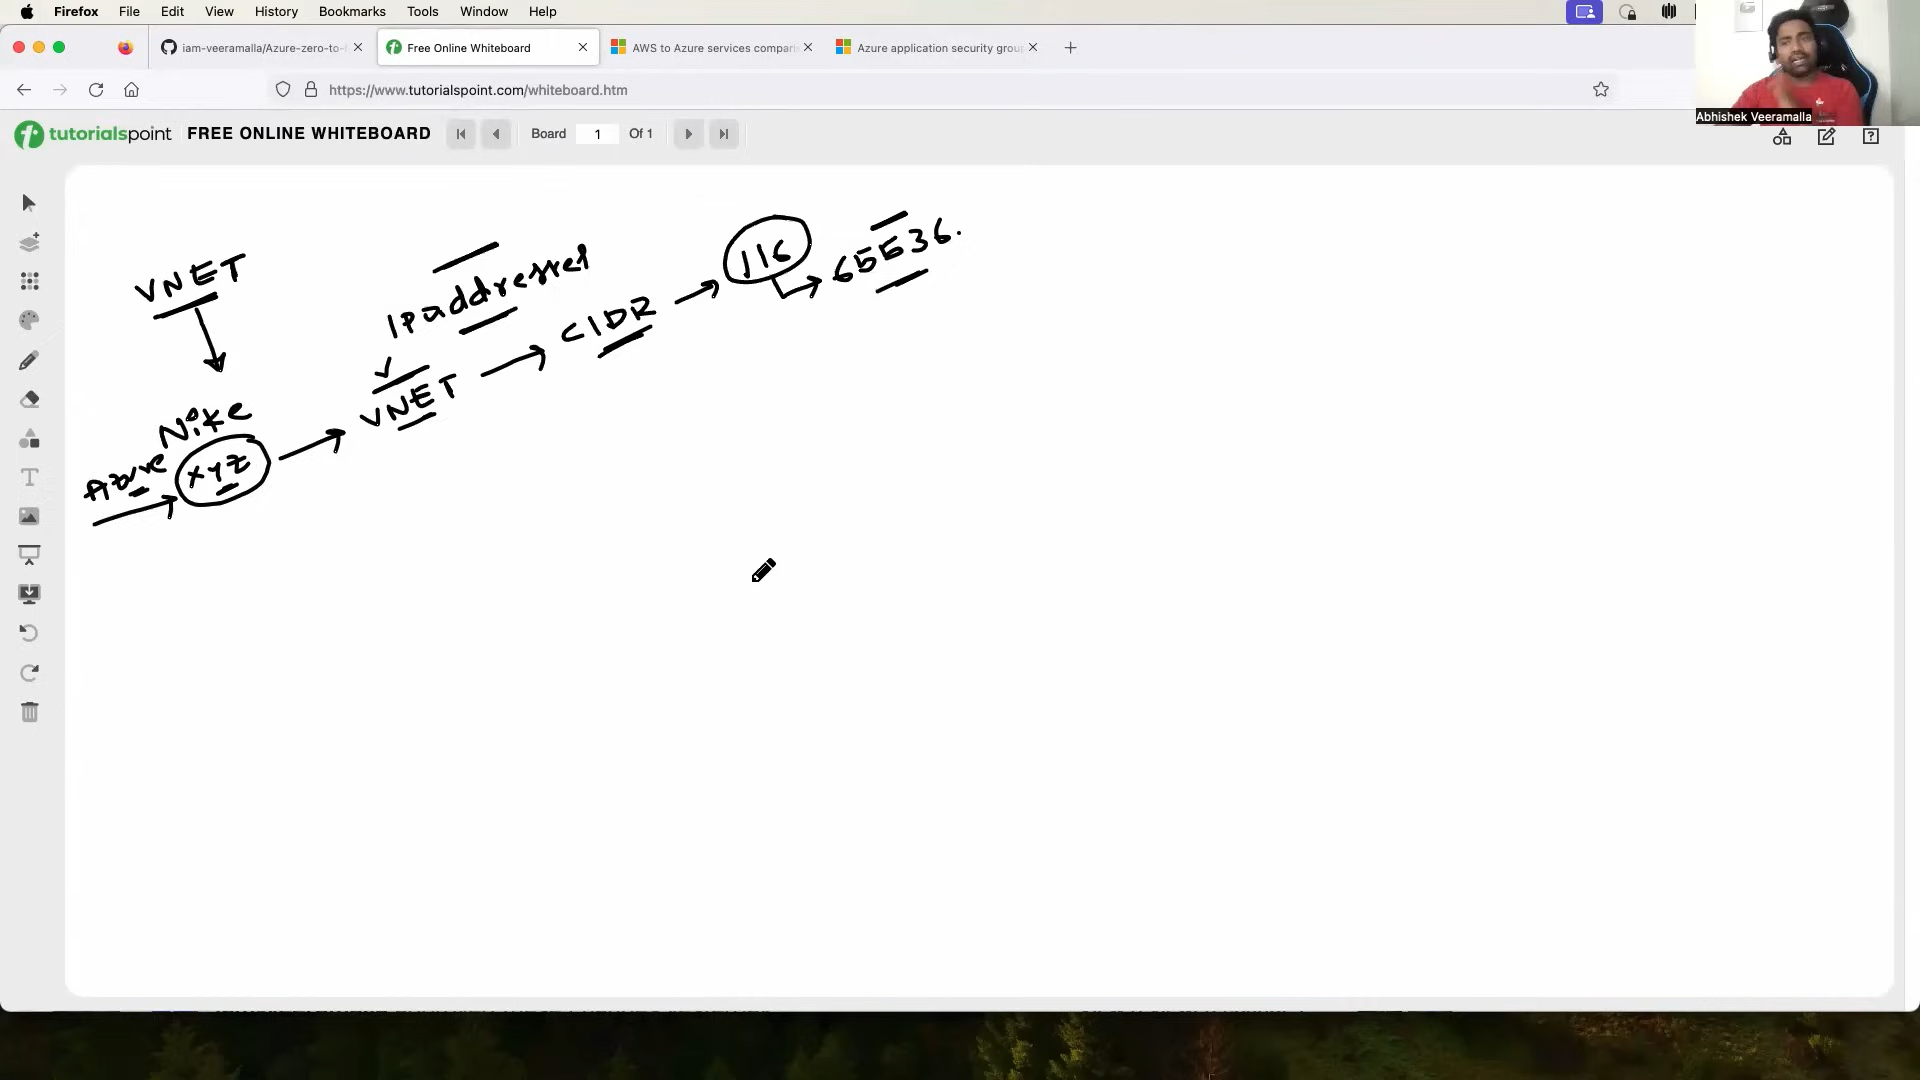 Firefox File Edit View History Bookmarks Tools Window Help
iam-veeramalla/Azure-zero-to-
Free Online Whiteboard
AWS to Azure services compari
Azure application security grou
https://www.tutorialspoint.com/whiteboard.htm
Abhishek Veeramalla
tutorialspoint FREE ONLINE WHITEBOARD Board 1 Of 1
VNET
IPaddresses
/16
65536.
CIDR
VNET
Nike
Azure
xyz